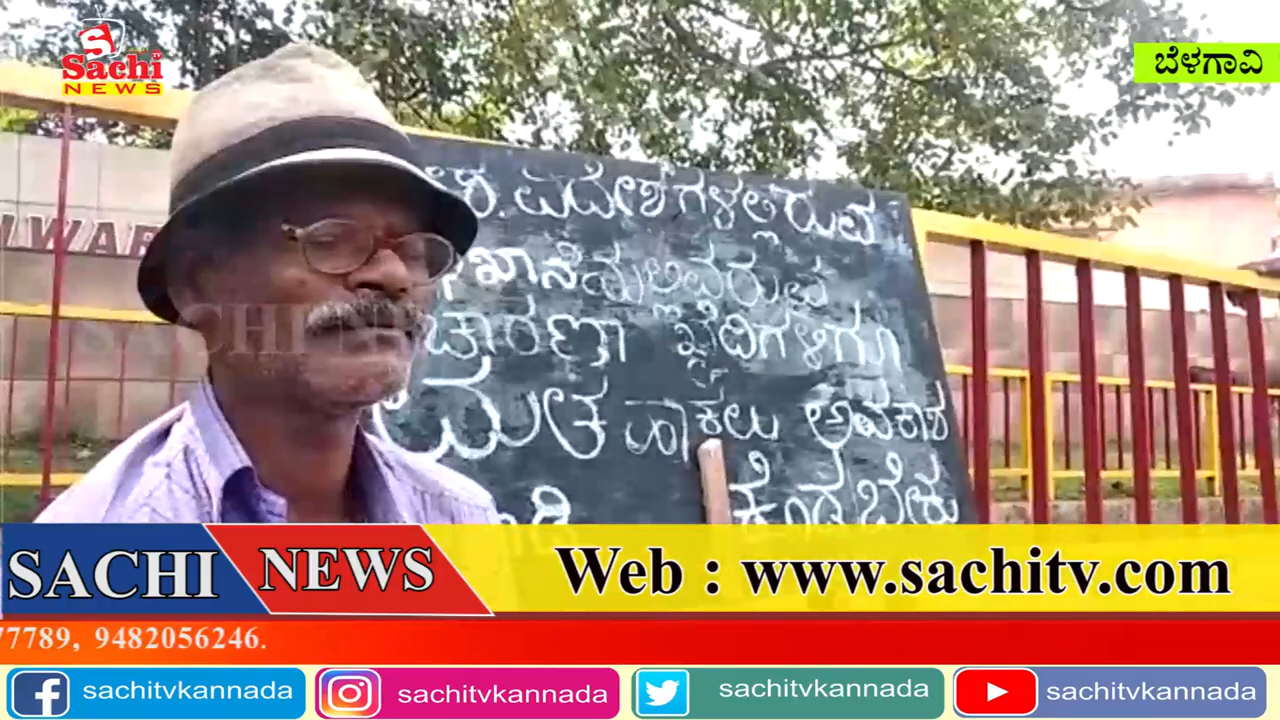 Sachi
NEWS
ಬೆಳಗಾವಿ
ವಿದೇಶಗಳಲ್ಲಿರುವ
ಖೈದಿಗಳಿಗೂ
ಮತ ಹಾಕಲು ಅವಕಾಶ
ಕೊಡಬೇಕು
SACHI NEWS
Web : www.sachitv.com
77789, 9482056246.
sachitvkannada
sachitvkannada
sachitvkannada
sachitvkannada